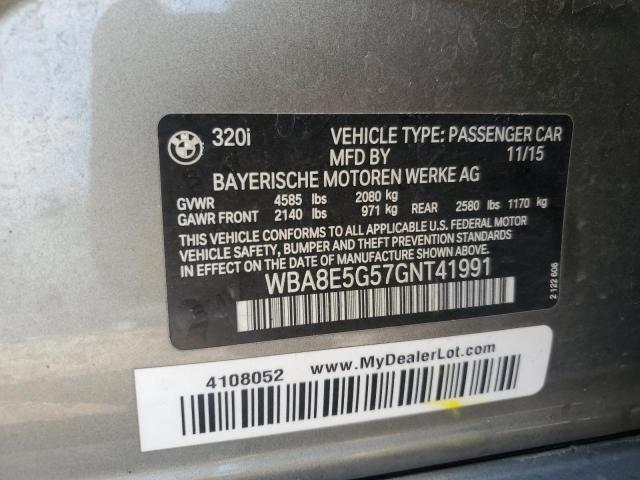 320i VEHICLE TYPE: PASSENGER CAR
MFD BY 11/15
BAYERISCHE MOTOREN WERKE AG
GVWR 4585 lbs 2080 kg
GAWR FRONT 2140 lbs 971 kg REAR 2580 lbs 1170 kg
THIS VEHICLE CONFORMS TO ALL APPLICABLE U.S. FEDERAL MOTOR
VEHICLE SAFETY, BUMPER, AND THEFT PREVENTION STANDARDS
IN EFFECT ON THE DATE OF MANUFACTURE SHOWN ABOVE.
WBA8E5G57GNT41991
2 122 606
4108052 www.MyDealerLot.com